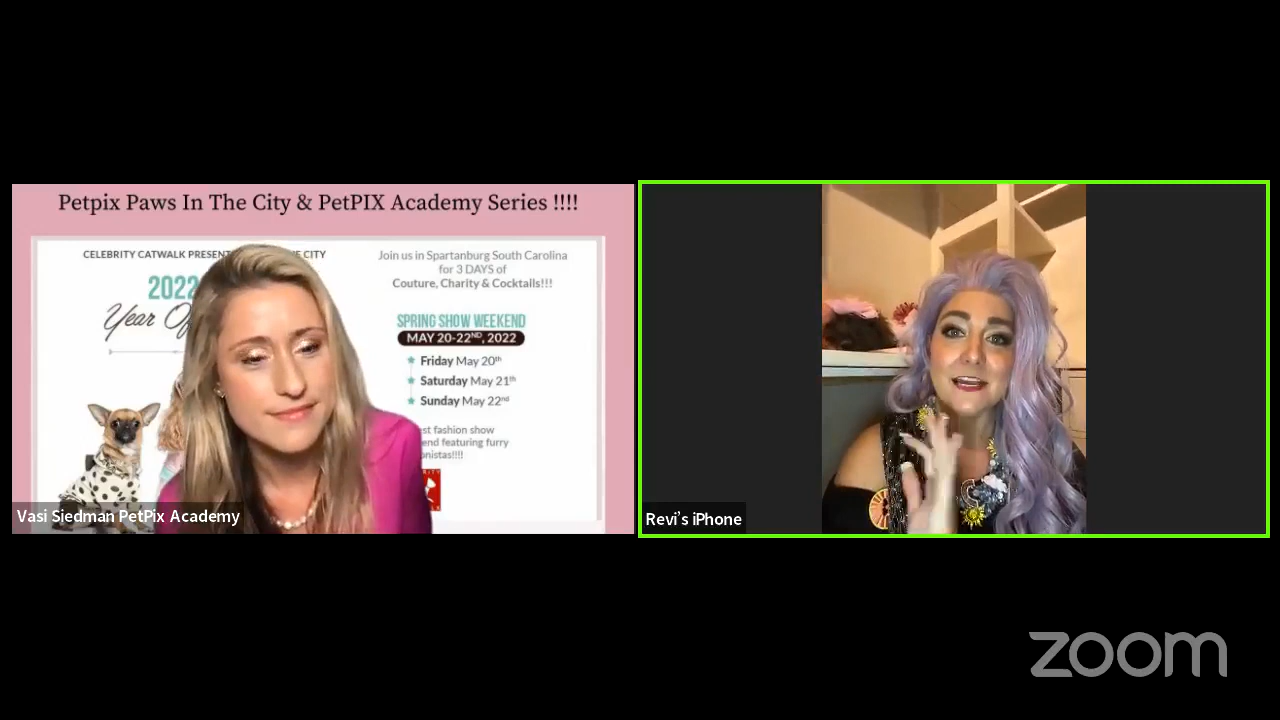 Petpix Paws In The City & PetPIX Academy Series !!!!
CELEBRITY CATWALK PRESENT CITY
2022
Year Of
Join us in Spartanburg South Carolina
for 3 DAYS of
Couture, Charity & Cocktails!!!
SPRING SHOW WEEKEND
MAY 20-22ND, 2022
Friday May 20th
Saturday May 21th
Sunday May 22nd
fashion show
featuring furry
Vasi Siedman PetPix Academy
Revi's iPhone
zoom